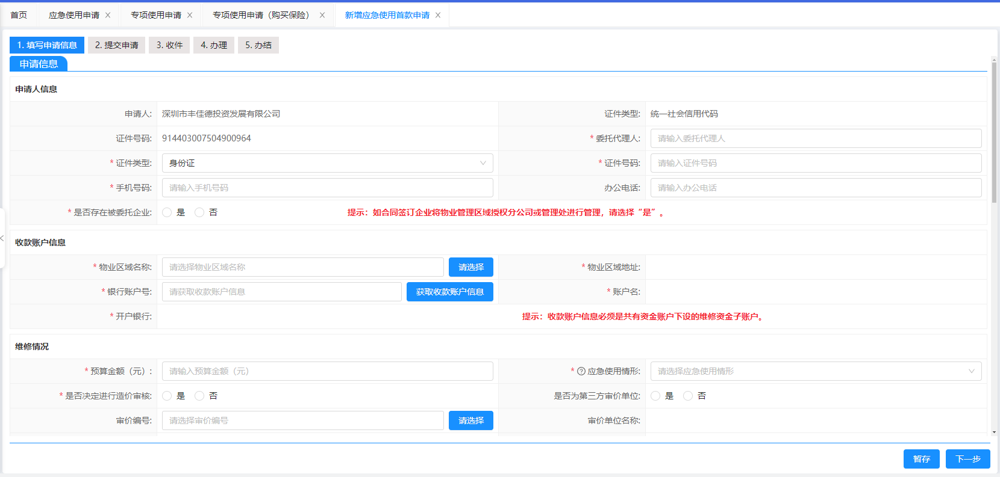 首页 应急使用申请 专项使用申请 专项使用申请（购买保险） 新增应急使用首款申请
1. 填写申请信息 2. 提交申请 3. 收件 4. 办理 5. 办结
申请信息
申请人信息
申请人: 深圳市丰佳德投资发展有限公司 证件类型: 统一社会信用代码
证件号码: 914403007504900964 * 委托代理人: 请输入委托代理人
* 证件类型: 身份证 * 证件号码: 请输入证件号码
* 手机号码: 请输入手机号码 办公电话: 请输入办公电话
* 是否存在被委托企业: 是 否 提示：如合同签订企业将物业管理区域授权分公司或管理处进行管理，请选择“是”。
收款账户信息
* 物业区域名称: 请选择物业区域名称 请选择 * 物业区域地址:
* 银行账户号: 请获取收款账户信息 获取收款账户信息 * 账户名:
* 开户银行: 提示：收款账户信息必须是共有资金账户下设的维修资金子账户。
维修情况
* 预算金额（元）: 请输入预算金额（元） * 应急使用情形: 请选择应急使用情形
* 是否决定进行造价审核: 是 否 是否为第三方审价单位: 是 否
审价编号: 请选择审价编号 请选择 审价单位名称:
暂存 下一步